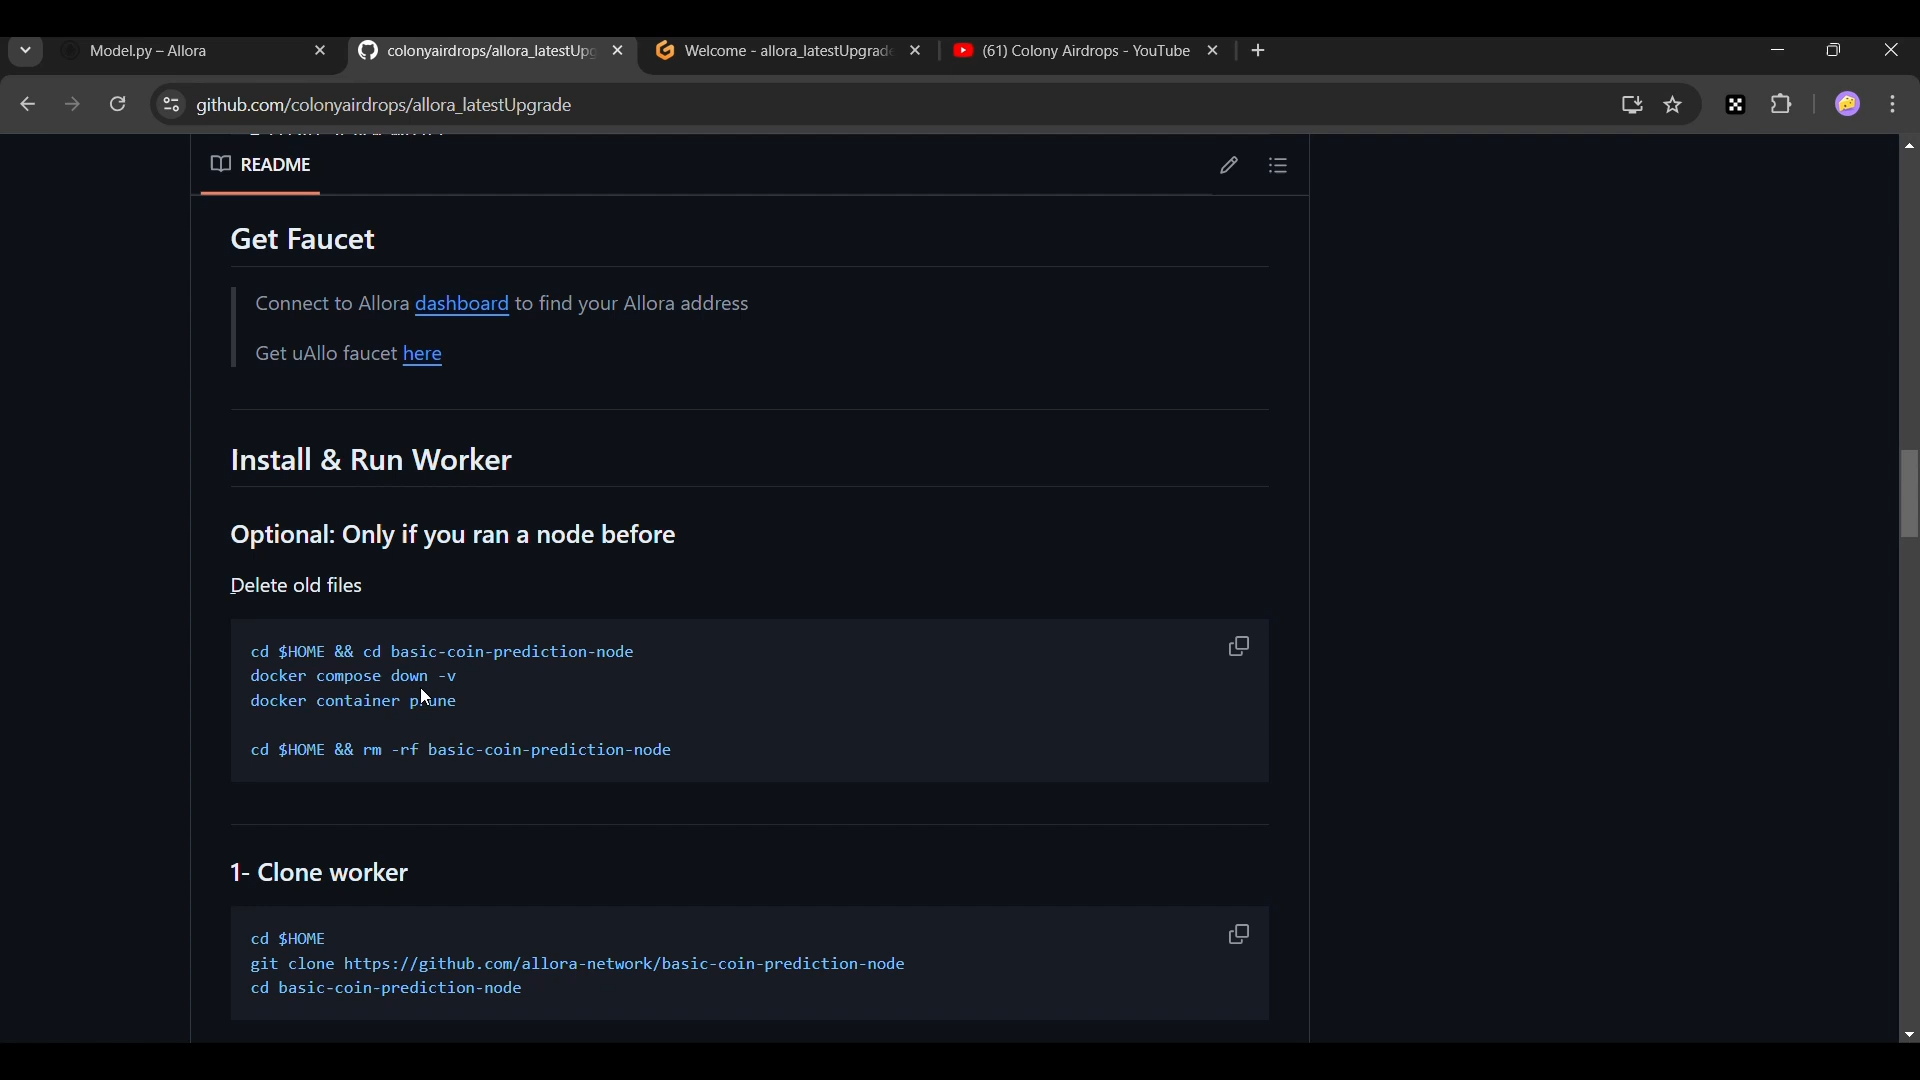 Model.py – Allora
colonyairdrops/allora_latestUpg
Welcome - allora_latestUpgrade
(61) Colony Airdrops - YouTube
github.com/colonyairdrops/allora_latestUpgrade
README
Get Faucet
Connect to Allora dashboard to find your Allora address
Get uAllo faucet here
Install & Run Worker
Optional: Only if you ran a node before
Delete old files
cd $HOME && cd basic-coin-prediction-node
docker compose down -v
docker container prune
cd $HOME && rm -rf basic-coin-prediction-node
1- Clone worker
cd $HOME
git clone https://github.com/allora-network/basic-coin-prediction-node
cd basic-coin-prediction-node